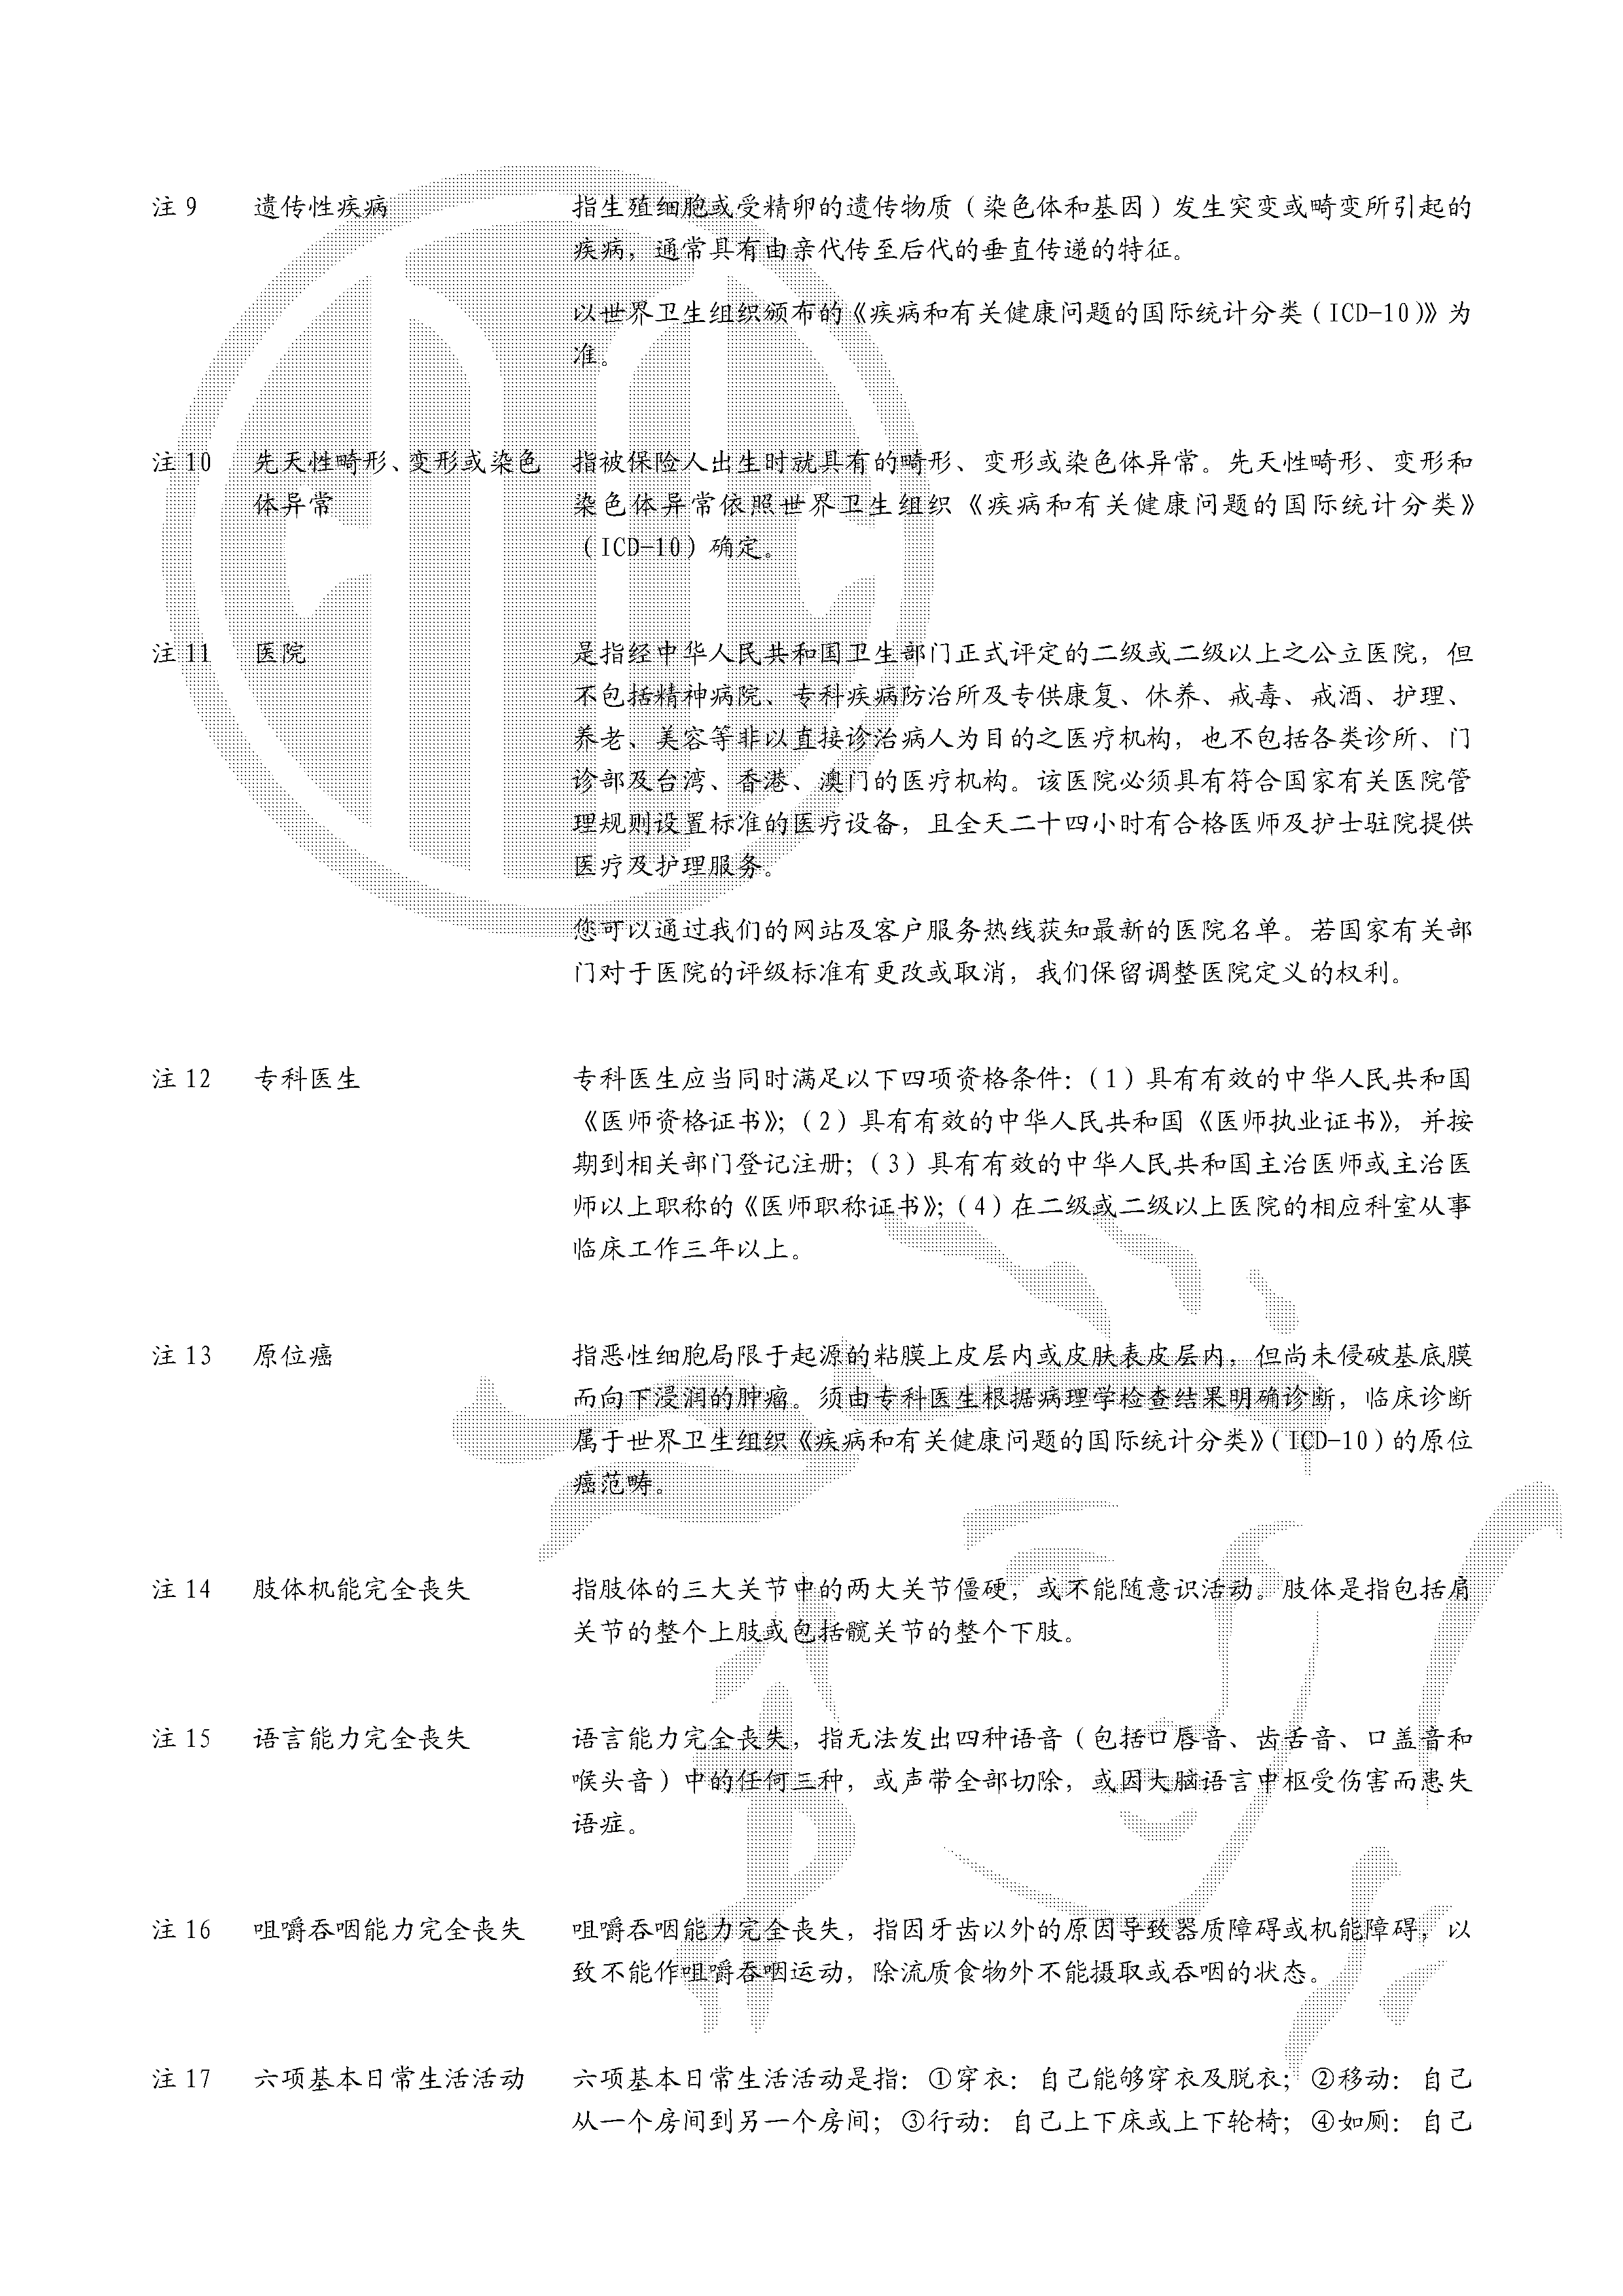 注 9 遗传性疾病 指生殖细胞或受精卵的遗传物质（染色体和基因）发生突变或畸变所引起的
疾病，通常具有由亲代传至后代的垂直传递的特征。
以世界卫生组织颁布的《疾病和有关健康问题的国际统计分类（ICD-10）》为
准。
注 10 先天性畸形、变形或染色 指被保险人出生时就具有的畸形、变形或染色体异常。先天性畸形、变形和
体异常 染色体异常依照世界卫生组织《疾病和有关健康问题的国际统计分类》
（ICD-10）确定。
注 11 医院 是指经中华人民共和国卫生部门正式评定的二级或二级以上之公立医院，但
不包括精神病院、专科疾病防治所及专供康复、休养、戒毒、戒酒、护理、
养老、美容等非以直接诊治病人为目的之医疗机构，也不包括各类诊所、门
诊部及台湾、香港、澳门的医疗机构。该医院必须具有符合国家有关医院管
理规则设置标准的医疗设备，且全天二十四小时有合格医师及护士驻院提供
医疗及护理服务。
您可以通过我们的网站及客户服务热线获知最新的医院名单。若国家有关部
门对于医院的评级标准有更改或取消，我们保留调整医院定义的权利。
注 12 专科医生 专科医生应当同时满足以下四项资格条件：（1）具有有效的中华人民共和国
《医师资格证书》；（2）具有有效的中华人民共和国《医师执业证书》，并按
期到相关部门登记注册；（3）具有有效的中华人民共和国主治医师或主治医
师以上职称的《医师职称证书》；（4）在二级或二级以上医院的相应科室从事
临床工作三年以上。
注 13 原位癌 指恶性细胞局限于起源的粘膜上皮层内或皮肤表皮层内，但尚未侵破基底膜
而向下浸润的肿瘤。须由专科医生根据病理学检查结果明确诊断，临床诊断
属于世界卫生组织《疾病和有关健康问题的国际统计分类》（ICD-10）的原位
癌范畴。
注 14 肢体机能完全丧失 指肢体的三大关节中的两大关节僵硬，或不能随意识活动。肢体是指包括肩
关节的整个上肢或包括髋关节的整个下肢。
注 15 语言能力完全丧失 语言能力完全丧失，指无法发出四种语音（包括口唇音、齿舌音、口盖音和
喉头音）中的任何三种，或声带全部切除，或因大脑语言中枢受伤害而患失
语症。
注 16 咀嚼吞咽能力完全丧失 咀嚼吞咽能力完全丧失，指因牙齿以外的原因导致器质障碍或机能障碍，以
致不能作咀嚼吞咽运动，除流质食物外不能摄取或吞咽的状态。
注 17 六项基本日常生活活动 六项基本日常生活活动是指：①穿衣：自己能够穿衣及脱衣；②移动：自己
从一个房间到另一个房间；③行动：自己上下床或上下轮椅；④如厕：自己